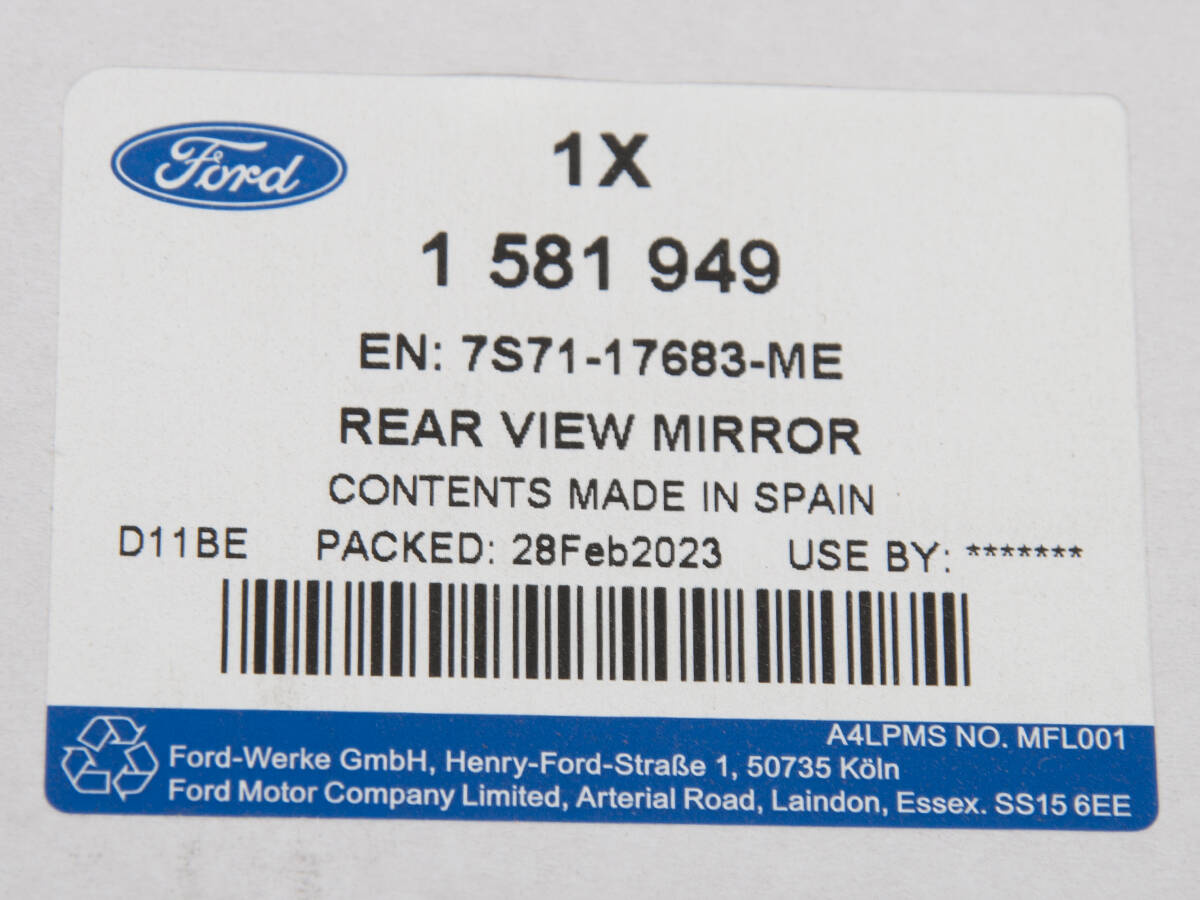 Ford
1X
1 581 949
EN: 7S71-17683-ME
REAR VIEW MIRROR
CONTENTS MADE IN SPAIN
D11BE PACKED: 28Feb2023 USE BY: *******
A4LPMS NO. MFL001
Ford-Werke GmbH, Henry-Ford-Straße 1, 50735 Köln
Ford Motor Company Limited, Arterial Road, Laindon, Essex. SS15 6EE